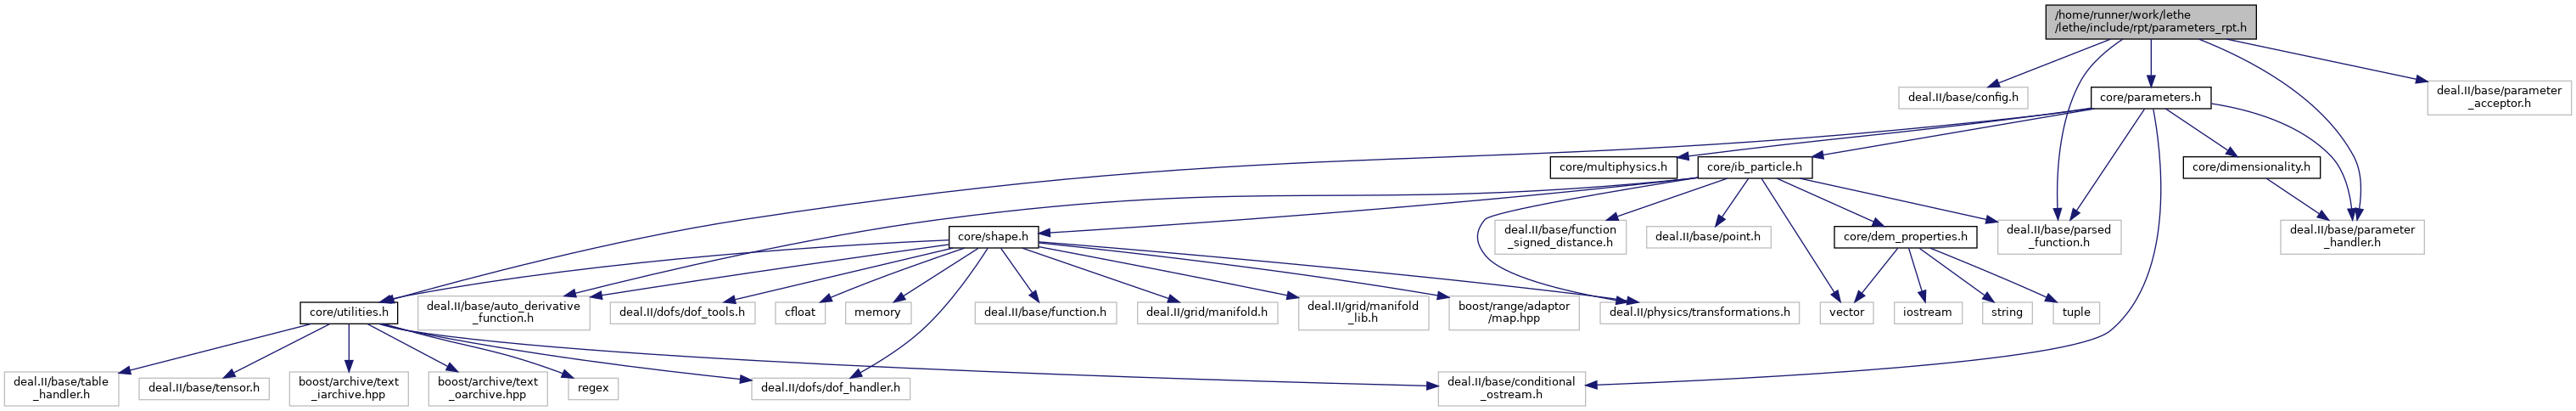 /home/runner/work/lethe
/lethe/include/rpt/parameters_rpt.h
deal.II/base/config.h
core/parameters.h
deal.II/base/parameter
_acceptor.h
core/multiphysics.h
core/ib_particle.h
core/dimensionality.h
core/shape.h
deal.II/base/function
_signed_distance.h
deal.II/base/point.h
core/dem_properties.h
deal.II/base/parsed
_function.h
deal.II/base/parameter
_handler.h
core/utilities.h
deal.II/base/auto_derivative
_function.h
deal.II/dofs/dof_tools.h
cfloat
memory
deal.II/base/function.h
deal.II/grid/manifold.h
deal.II/grid/manifold
_lib.h
boost/range/adaptor
/map.hpp
deal.II/physics/transformations.h
vector
iostream
string
tuple
deal.II/base/table
_handler.h
deal.II/base/tensor.h
boost/archive/text
_iarchive.hpp
boost/archive/text
_oarchive.hpp
regex
deal.II/dofs/dof_handler.h
deal.II/base/conditional
_ostream.h